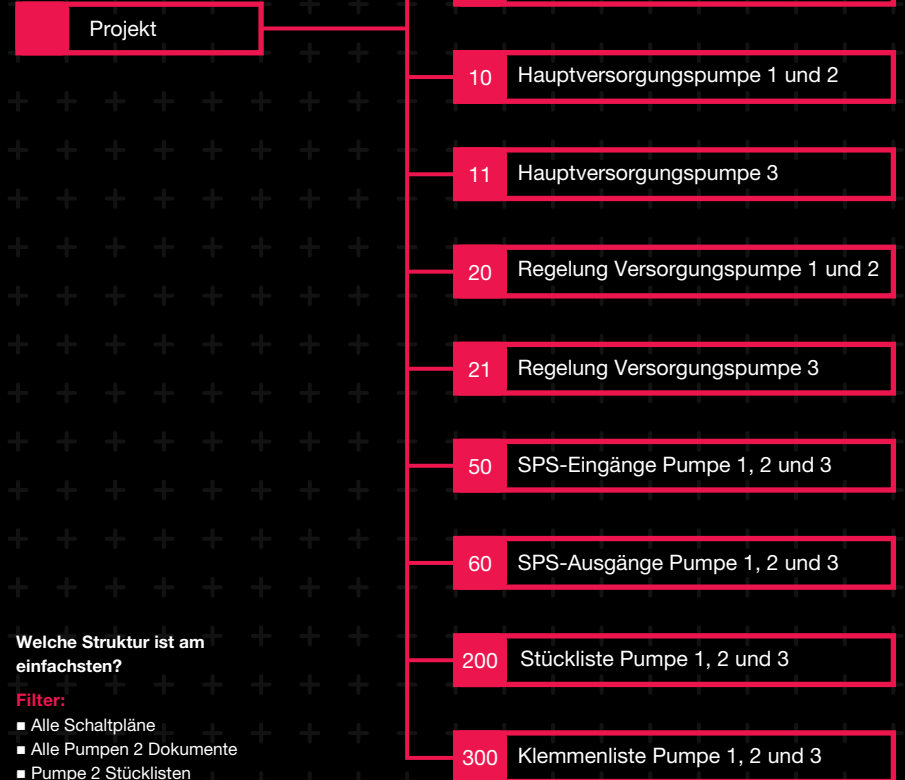 Projekt
10 Hauptversorgungspumpe 1 und 2
11 Hauptversorgungspumpe 3
20 Regelung Versorgungspumpe 1 und 2
21 Regelung Versorgungspumpe 3
50 SPS-Eingänge Pumpe 1, 2 und 3
60 SPS-Ausgänge Pumpe 1, 2 und 3
200 Stückliste Pumpe 1, 2 und 3
300 Klemmenliste Pumpe 1, 2 und 3
Welche Struktur ist am
einfachsten?
Filter:
■ Alle Schaltpläne
■ Alle Pumpen 2 Dokumente
■ Pumpe 2 Stücklisten